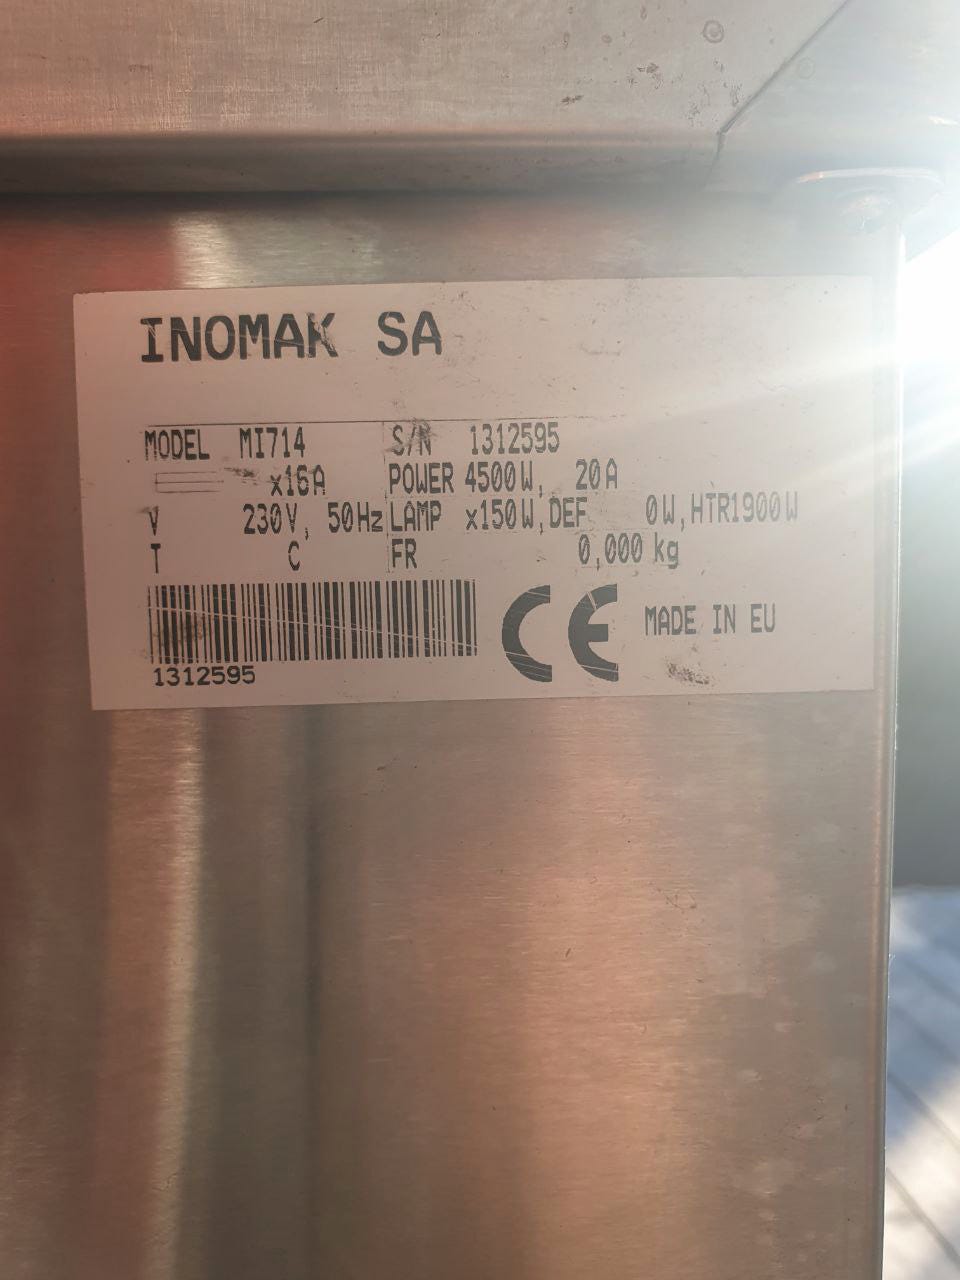 INOMAK SA
MODEL MI714 S/N 1312595
x16A POWER 4500W, 20A
V 230V, 50Hz LAMP x150W, DEF 0W, HTR1900W
T C FR 0,000 kg
1312595
CE MADE IN EU